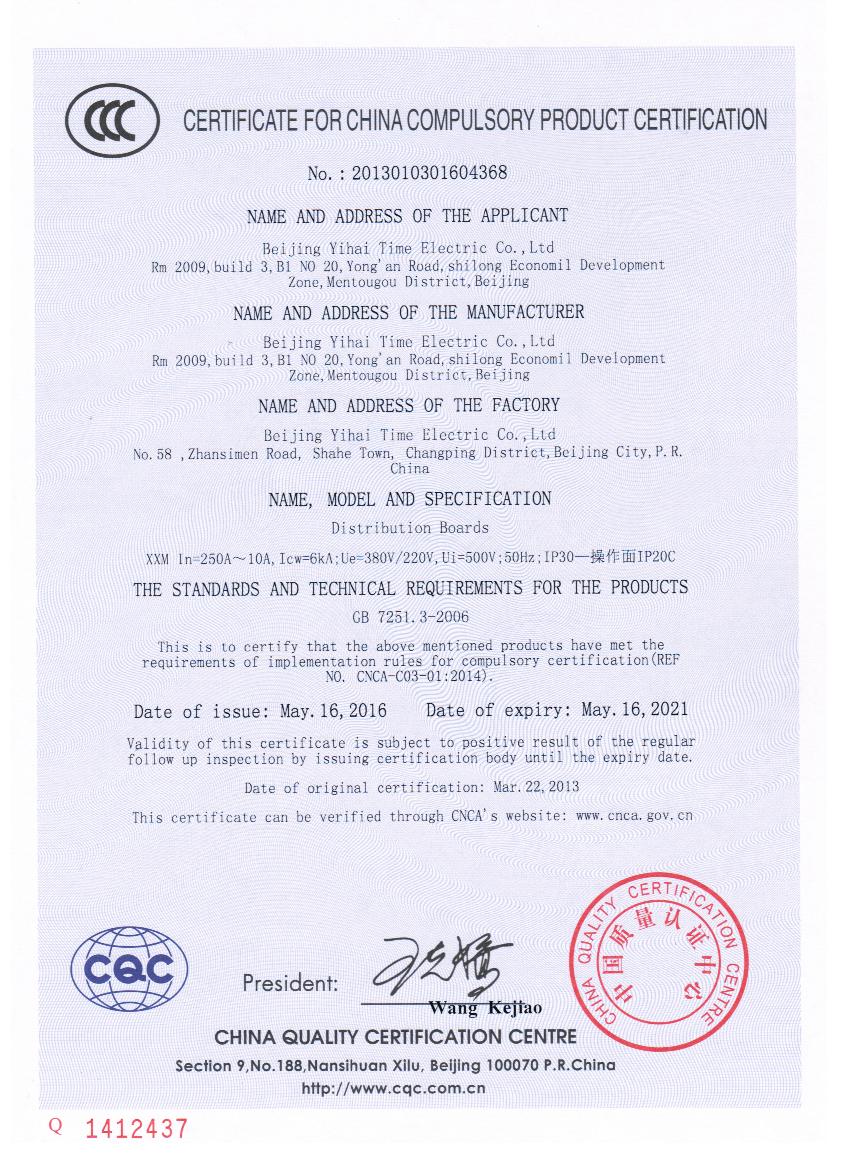 CCC
CERTIFICATE FOR CHINA COMPULSORY PRODUCT CERTIFICATION
No. : 2013010301604368
NAME AND ADDRESS OF THE APPLICANT
Beijing Yihai Time Electric Co.,Ltd
Rm 2009,build 3,B1 NO 20,Yong'an Road,shilong Economil Development
Zone,Mentougou District,Beijing
NAME AND ADDRESS OF THE MANUFACTURER
Beijing Yihai Time Electric Co.,Ltd
Rm 2009,build 3,B1 NO 20,Yong'an Road,shilong Economil Development
Zone,Mentougou District,Beijing
NAME AND ADDRESS OF THE FACTORY
Beijing Yihai Time Electric Co.,Ltd
No.58 ,Zhansimen Road, Shahe Town, Changping District,Beijing City,P.R.
China
NAME, MODEL AND SPECIFICATION
Distribution Boards
XXM In=250A～10A,Icw=6kA;Ue=380V/220V,Ui=500V;50Hz;IP30—操作面IP20C
THE STANDARDS AND TECHNICAL REQUIREMENTS FOR THE PRODUCTS
GB 7251.3-2006
This is to certify that the above mentioned products have met the
requirements of implementation rules for compulsory certification(REF
NO. CNCA-C03-01:2014).
Date of issue: May.16,2016 Date of expiry: May.16,2021
Validity of this certificate is subject to positive result of the regular
follow up inspection by issuing certification body until the expiry date.
Date of original certification: Mar.22,2013
This certificate can be verified through CNCA's website: www.cnca.gov.cn
CHINA QUALITY CERTIFICATION CENTRE
中国质量认证中心
CQC
President:
Wang Kejiao
CHINA QUALITY CERTIFICATION CENTRE
Section 9,No.188,Nansihuan Xilu, Beijing 100070 P.R.China
http://www.cqc.com.cn
Q 1412437